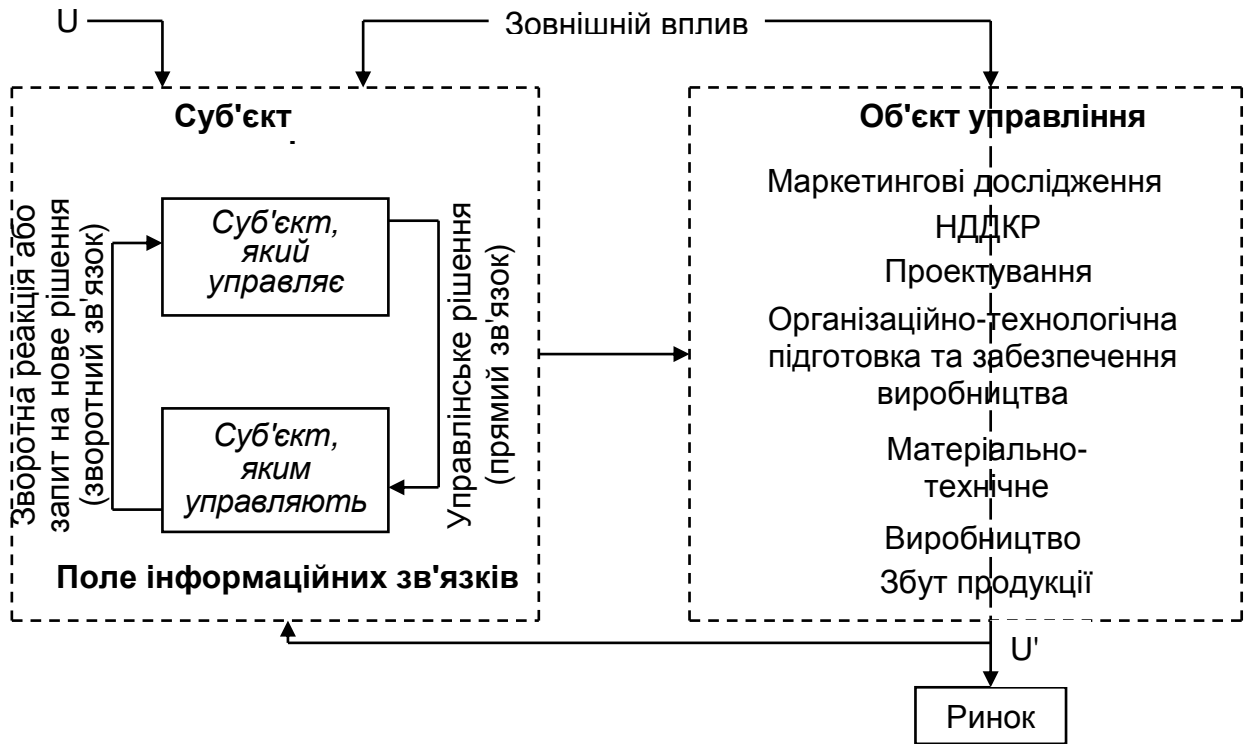 U
Зовнішній вплив
Суб'єкт
Зворотна реакція або
запит на нове рішення
(зворотний зв'язок)
Суб'єкт,
який
управляє
Суб'єкт,
яким
управляють
Управлінське рішення
(прямий зв'язок)
Поле інформаційних зв'язків
Об'єкт управління
Маркетингові дослідження
НДДКР
Проектування
Організаційно-технологічна
підготовка та забезпечення
виробництва
Матеріально-
технічне
Виробництво
Збут продукції
U'
Ринок